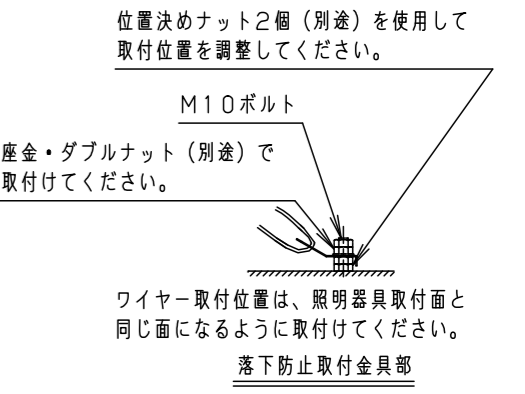 位置決めナット2個(別途)を使用して
取付位置を調整してください。
M10ボルト
座金・ダブルナット(別途)で
取付けてください。
ワイヤー取付位置は、照明器具取付面と
同じ面になるように取付けてください。
落下防止取付金具部